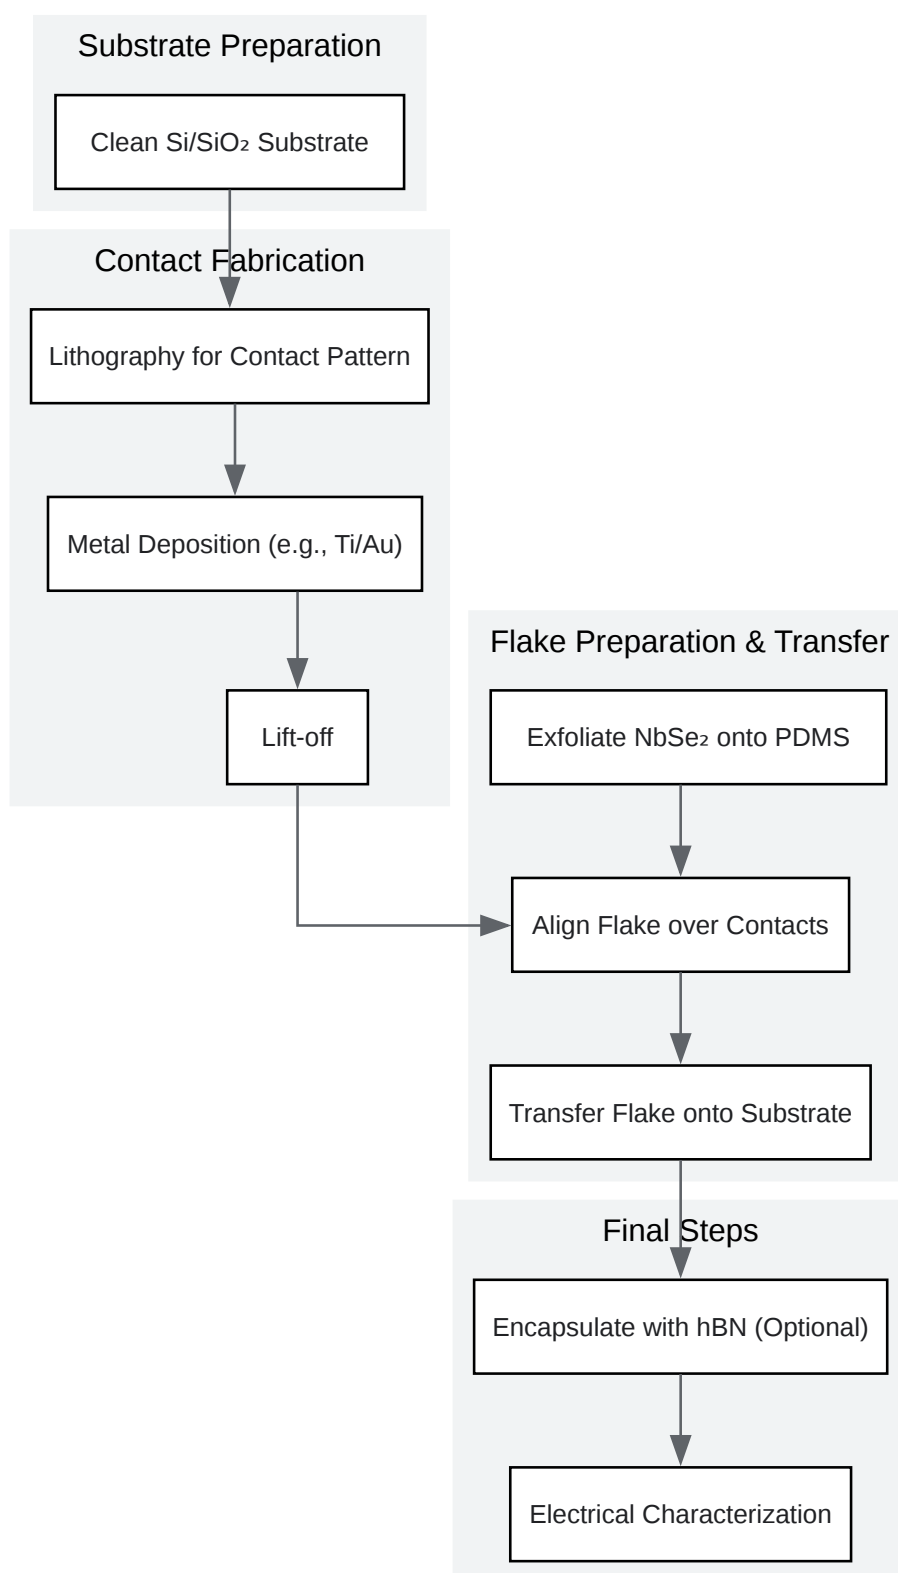 Substrate Preparation
Clean Si/SiO₂ Substrate
Contact Fabrication
Lithography for Contact Pattern
Metal Deposition (e.g., Ti/Au)
Lift-off
Flake Preparation & Transfer
Exfoliate NbSe₂ onto PDMS
Align Flake over Contacts
Transfer Flake onto Substrate
Final Steps
Encapsulate with hBN (Optional)
Electrical Characterization